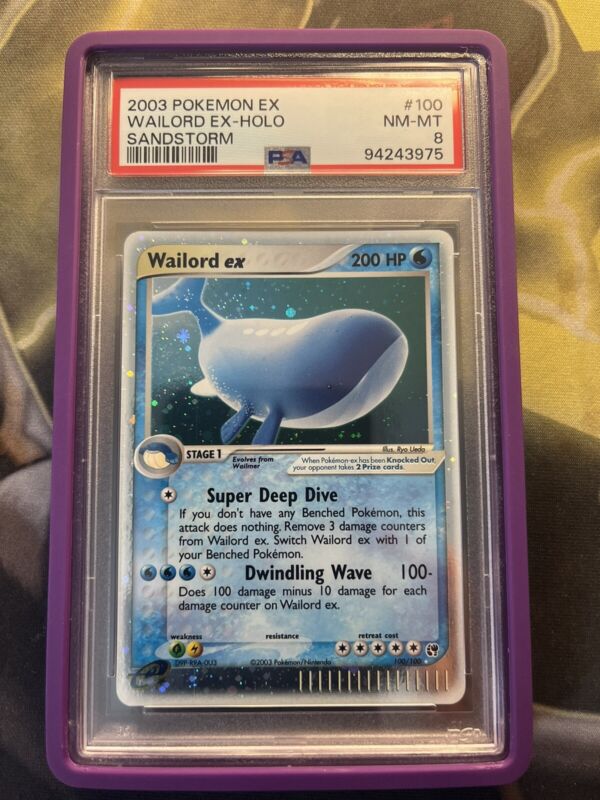 2003 POKEMON EX #100
WAILORD EX-HOLO NM-MT
SANDSTORM 8
PSA 94243975
Wailord ex 200 HP
STAGE 1 Evolves from Wailmer
Illus. Ryo Ueda
When Pokémon-ex has been Knocked Out,
your opponent takes 2 Prize cards.
Super Deep Dive
If you don't have any Benched Pokémon, this
attack does nothing. Remove 3 damage counters
from Wailord ex. Switch Wailord ex with 1 of
your Benched Pokémon.
Dwindling Wave 100-
Does 100 damage minus 10 damage for each
damage counter on Wailord ex.
weakness resistance retreat cost
D9P-RRA-0U3 ©2003 Pokémon/Nintendo 100/100